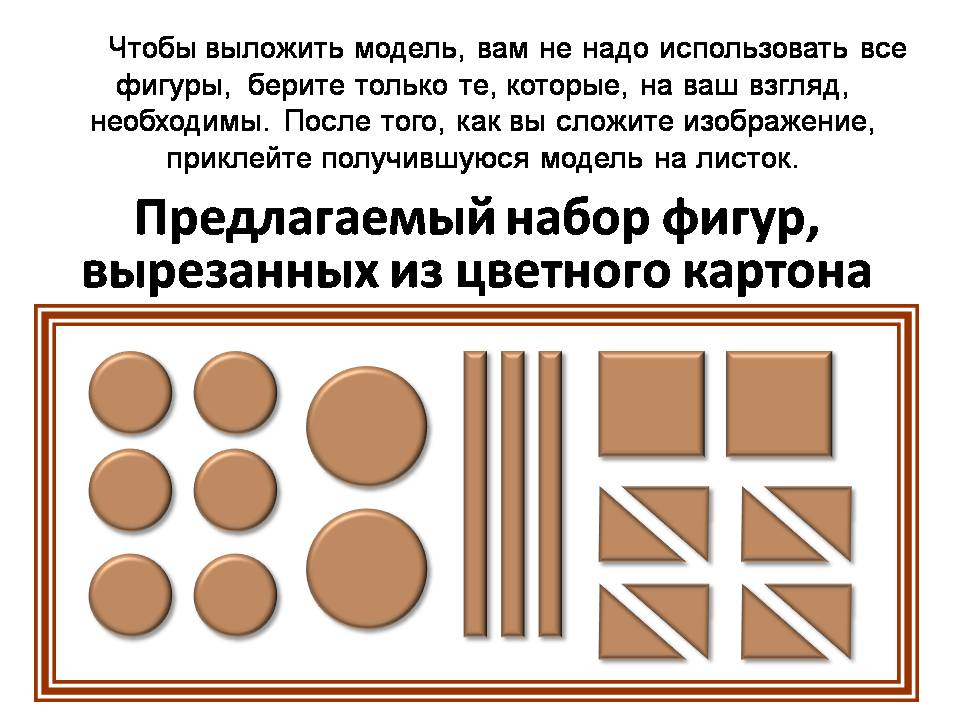 Чтобы выложить модель, вам не надо использовать все
фигуры, берите только те, которые, на ваш взгляд,
необходимы. После того, как вы сложите изображение,
приклейте получившуюся модель на листок.
Предлагаемый набор фигур,
вырезанных из цветного картона